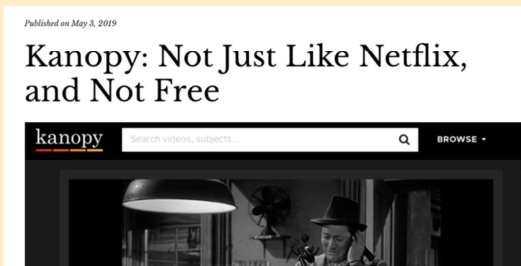 Published on May 3, 2019
Kanopy: Not Just Like Netflix,
and Not Free
kanopy Search videos, subjects... BROWSE